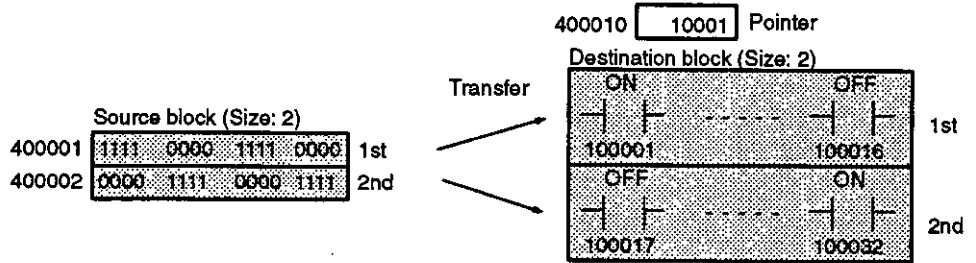 400010 10001 Pointer
Destination block (Size: 2)
Transfer
ON OFF
1st
100001 100016
Source block (Size: 2)
400001 1111 0000 1111 0000 1st
400002 0000 1111 0000 1111 2nd
OFF ON
2nd
100017 100032